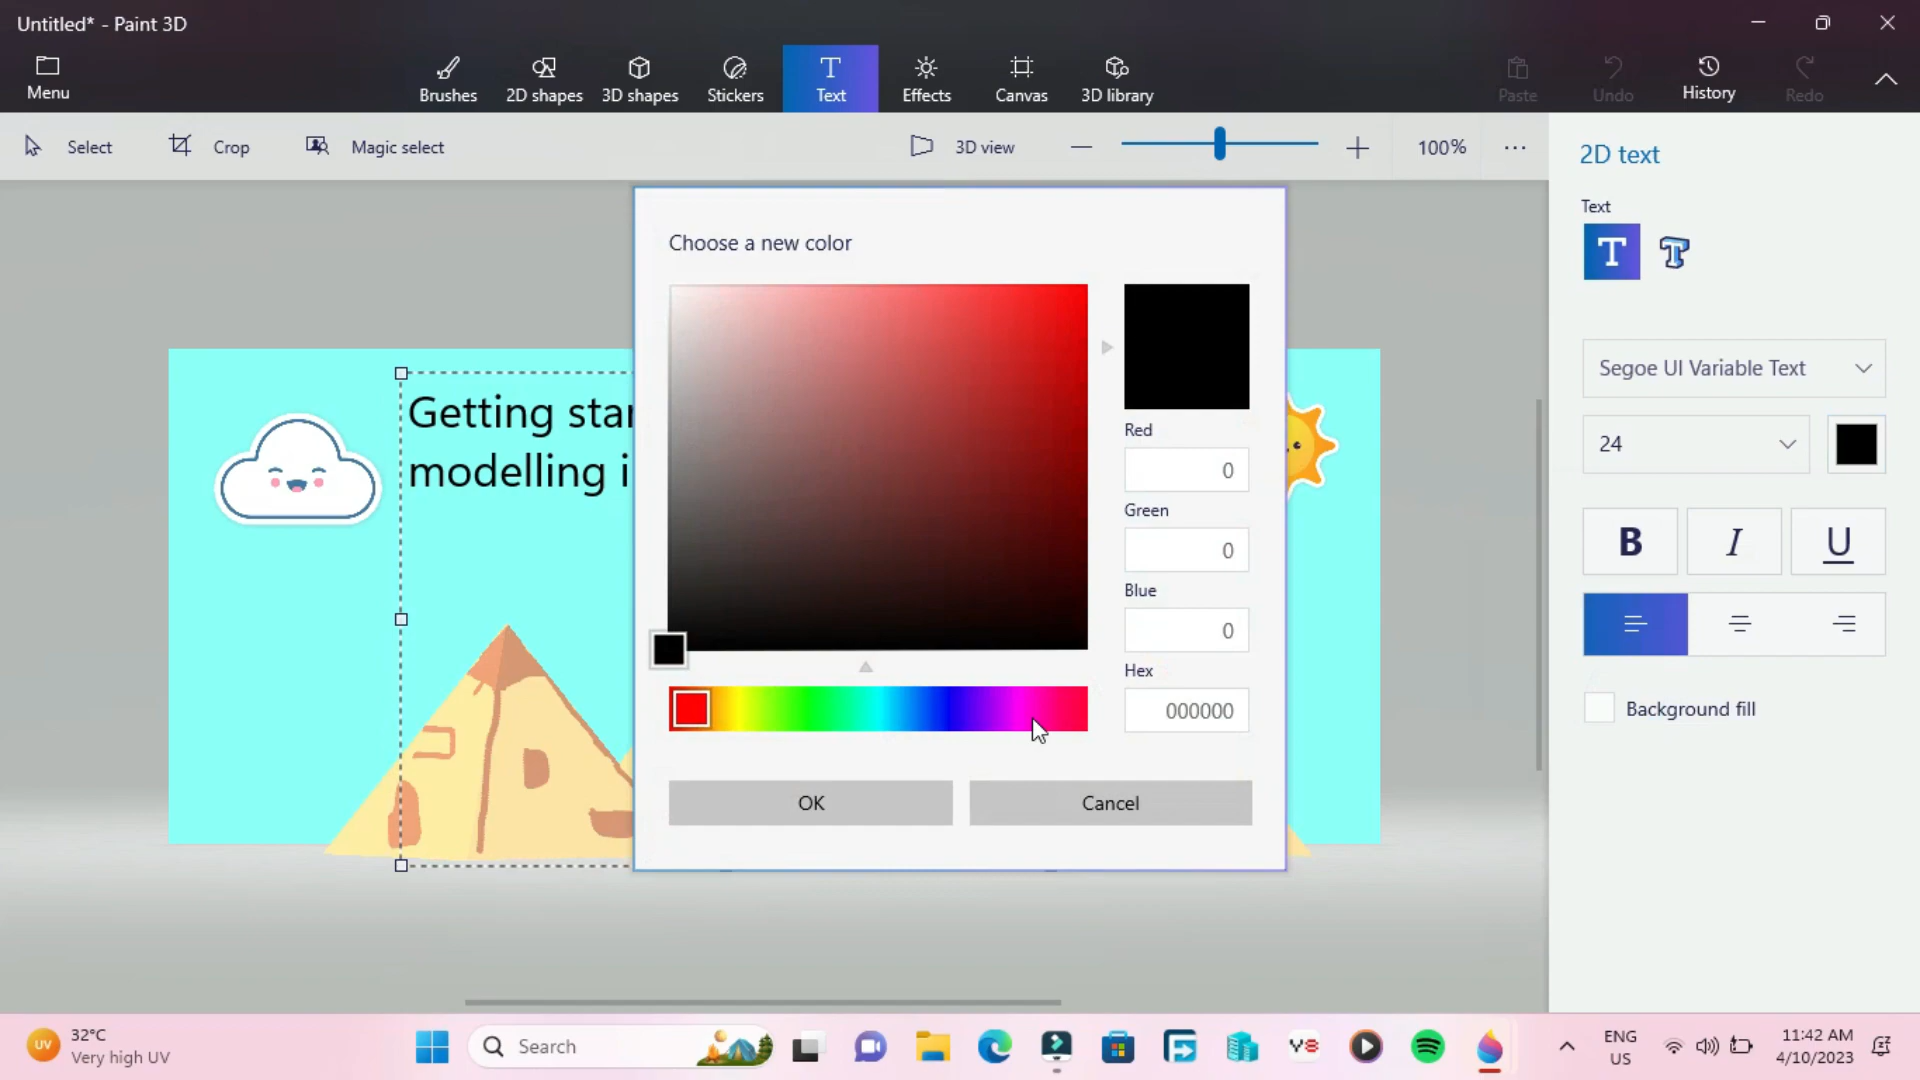 Untitled* - Paint 3D
Menu
Brushes
2D shapes
3D shapes
Stickers
Text
Effects
Canvas
3D library
Paste
Undo
History
Redo
Select
Crop
Magic select
3D view
100%
2D text
Text
Segoe UI Variable Text
24
B I U
Background fill
Getting star
modelling i
Choose a new color
Red
0
Green
0
Blue
0
Hex
000000
OK
Cancel
UV
32°C
Very high UV
Search
Y8
ENG
US
11:42 AM
4/10/2023